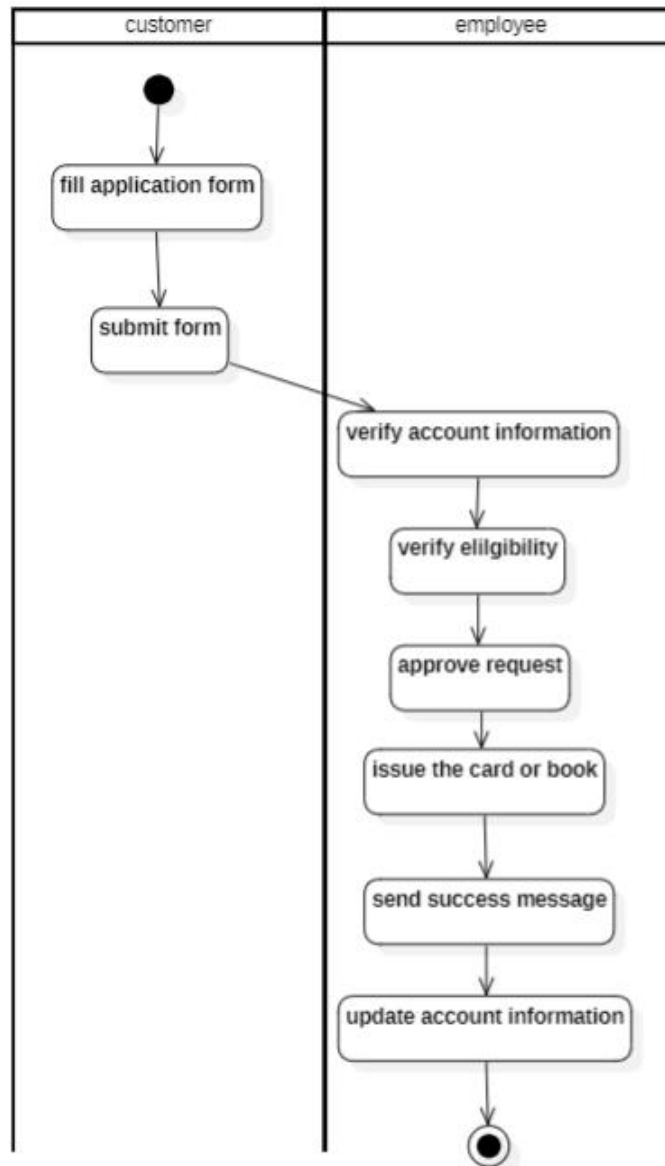 customer
employee
fill application form
submit form
verify account information
verify elilgibility
approve request
issue the card or book
send success message
update account information